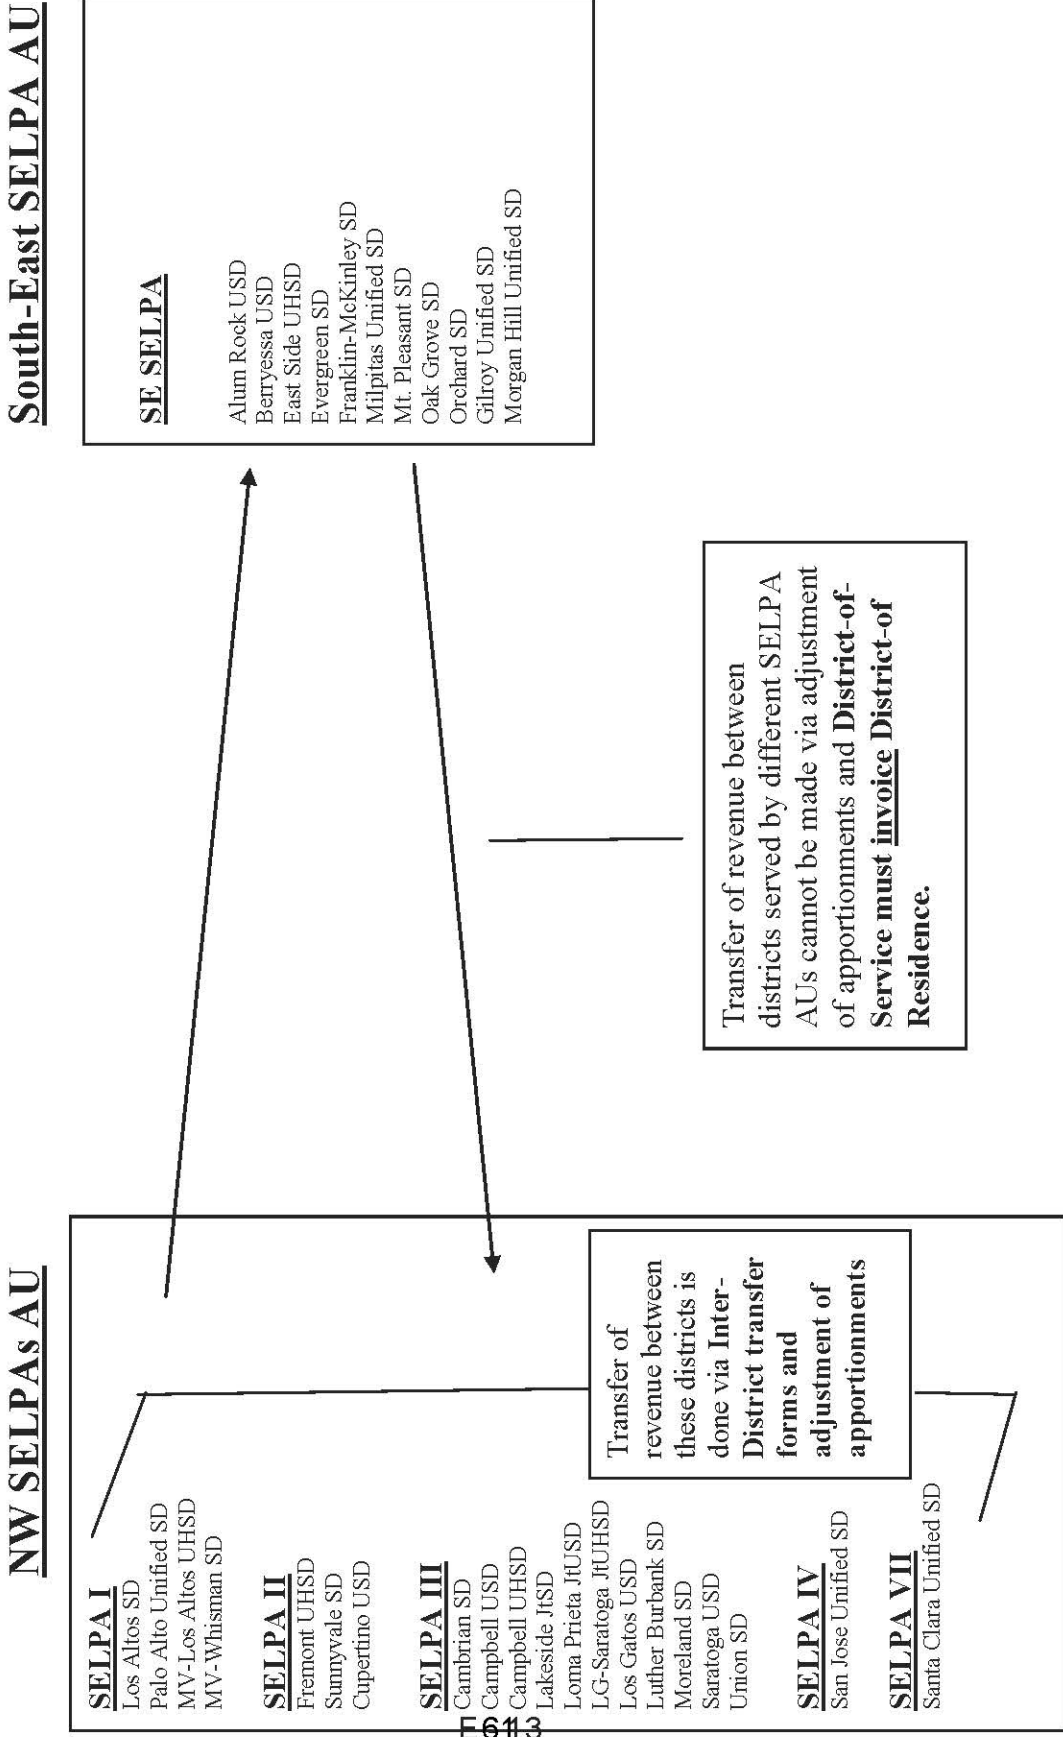 NW SELPAs AU
SELPA I
Los Altos SD
Palo Alto Unified SD
MV-Los Altos UHSD
MV-Whisman SD
SELPA II
Fremont UHSD
Sunnyvale SD
Cupertino USD
SELPA III
Cambrian SD
Campbell USD
Campbell UHSD
Lakeside JtSD
Loma Prieta JtUSD
LG-Saratoga JtUHSD
Los Gatos USD
Luther Burbank SD
Moreland SD
Saratoga USD
Union SD
SELPA IV
San Jose Unified SD
SELPA VII
Santa Clara Unified SD
Transfer of
revenue between
these districts is
done via Inter-
District transfer
forms and
adjustment of
apportionments
Transfer of revenue between
districts served by different SELPA
AUs cannot be made via adjustment
of apportionments and District-of-
Service must invoice District-of
Residence.
South-East SELPA AU
SE SELPA
Alum Rock USD
Berryessa USD
East Side UHSD
Evergreen SD
Franklin-McKinley SD
Milpitas Unified SD
Mt. Pleasant SD
Oak Grove SD
Orchard SD
Gilroy Unified SD
Morgan Hill Unified SD